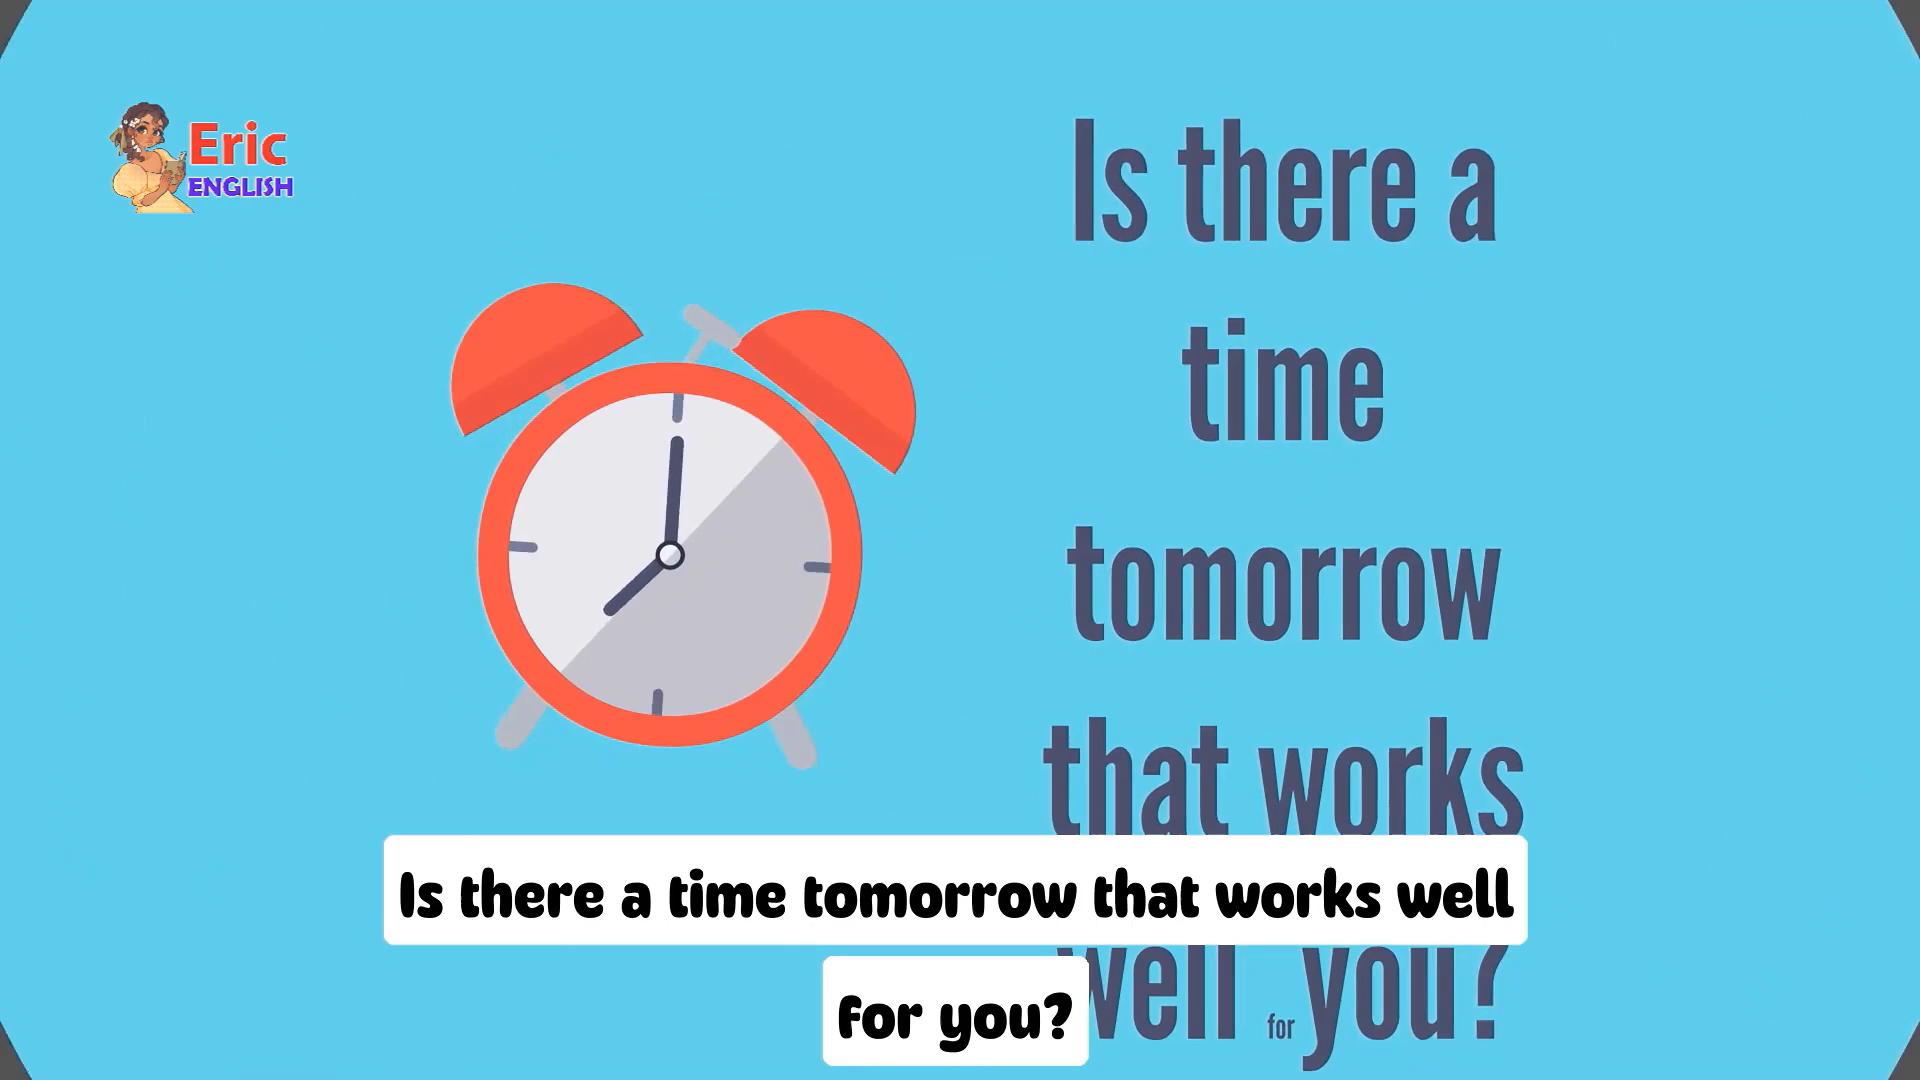 Eric
ENGLISH
Is there a
time
tomorrow
that works
well for you?
Is there a time tomorrow that works well
for you?